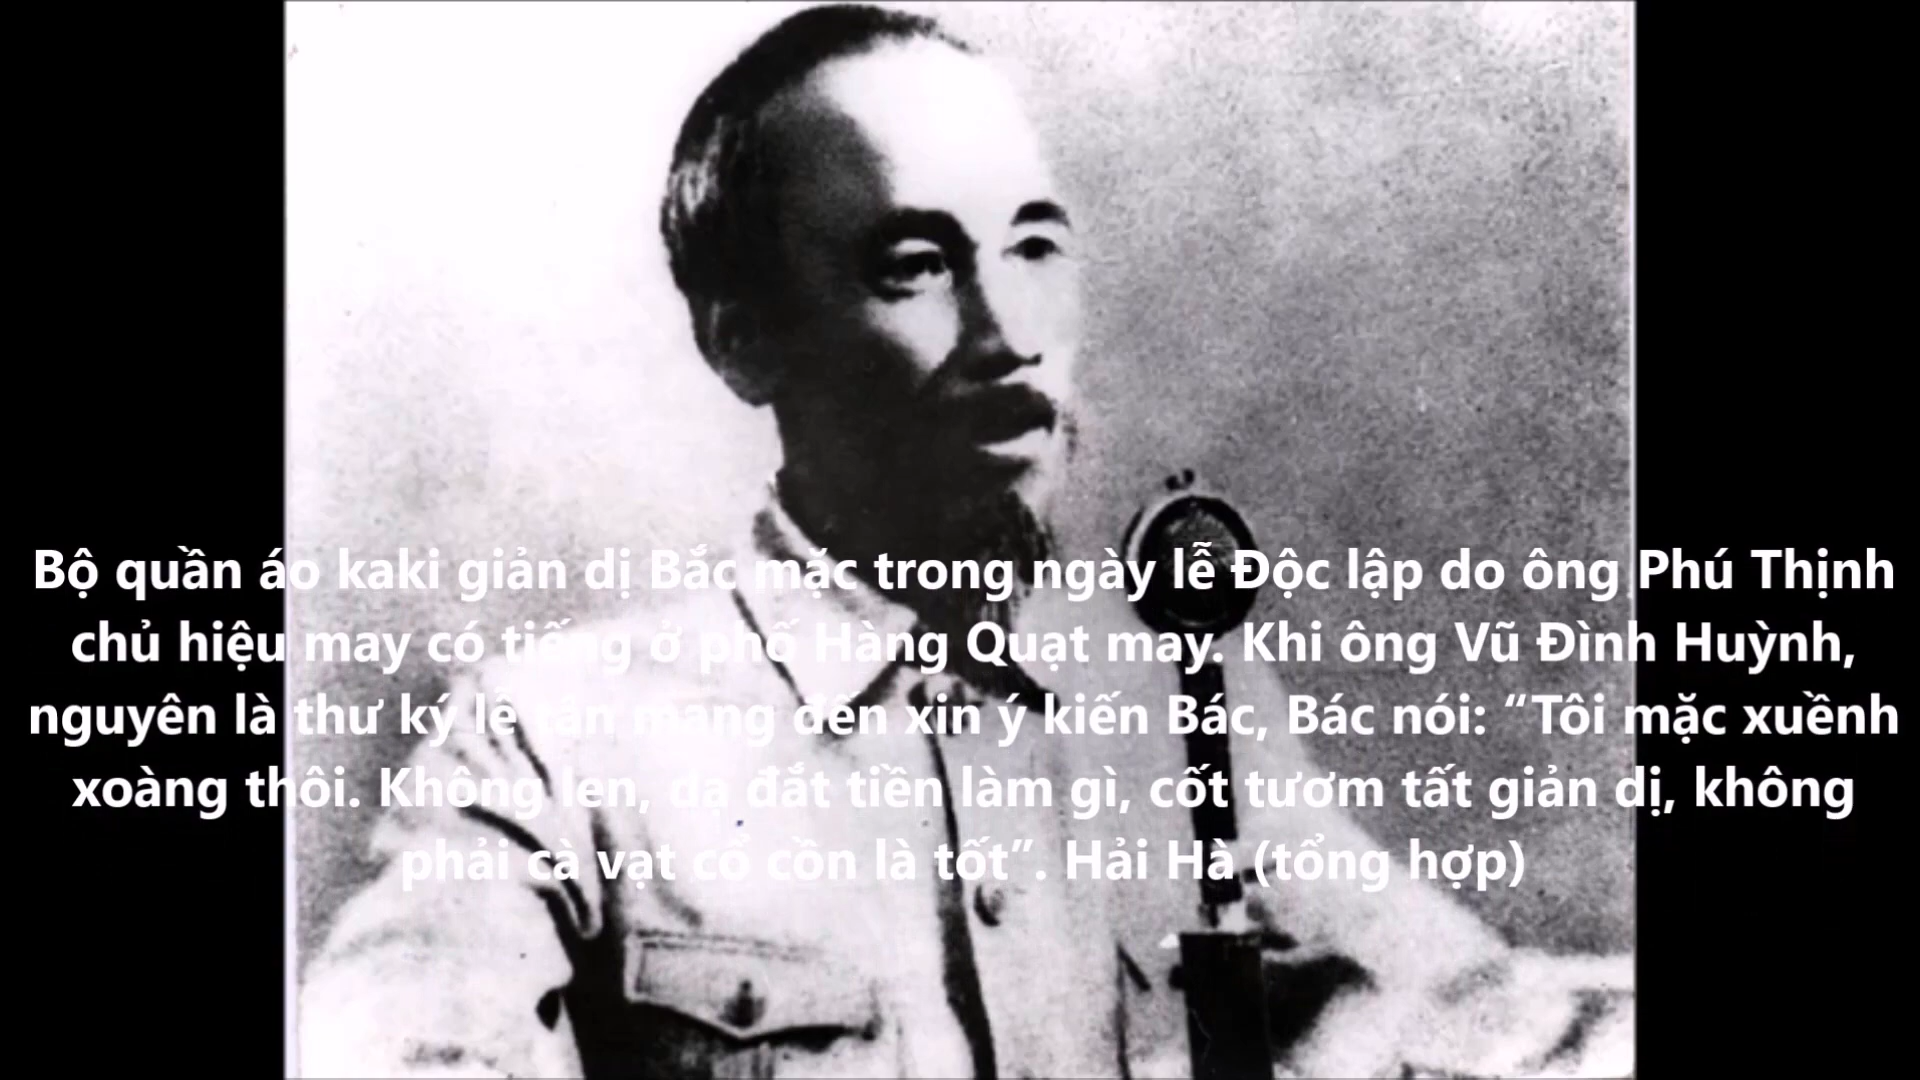 Bộ quần áo kaki giản dị Bắc mặc trong ngày lễ Độc lập do ông Phú Thịnh
chủ hiệu may có tiếng ở phố Hàng Quạt may. Khi ông Vũ Đình Huỳnh,
nguyên là thư ký lễ tân mang đến xin ý kiến Bác, Bác nói: “Tôi mặc xuềnh
xoàng thôi. Không len, dạ đắt tiền làm gì, cốt tươm tất giản dị, không
phải cà vạt cổ cồn là tốt”. Hải Hà (tổng hợp)